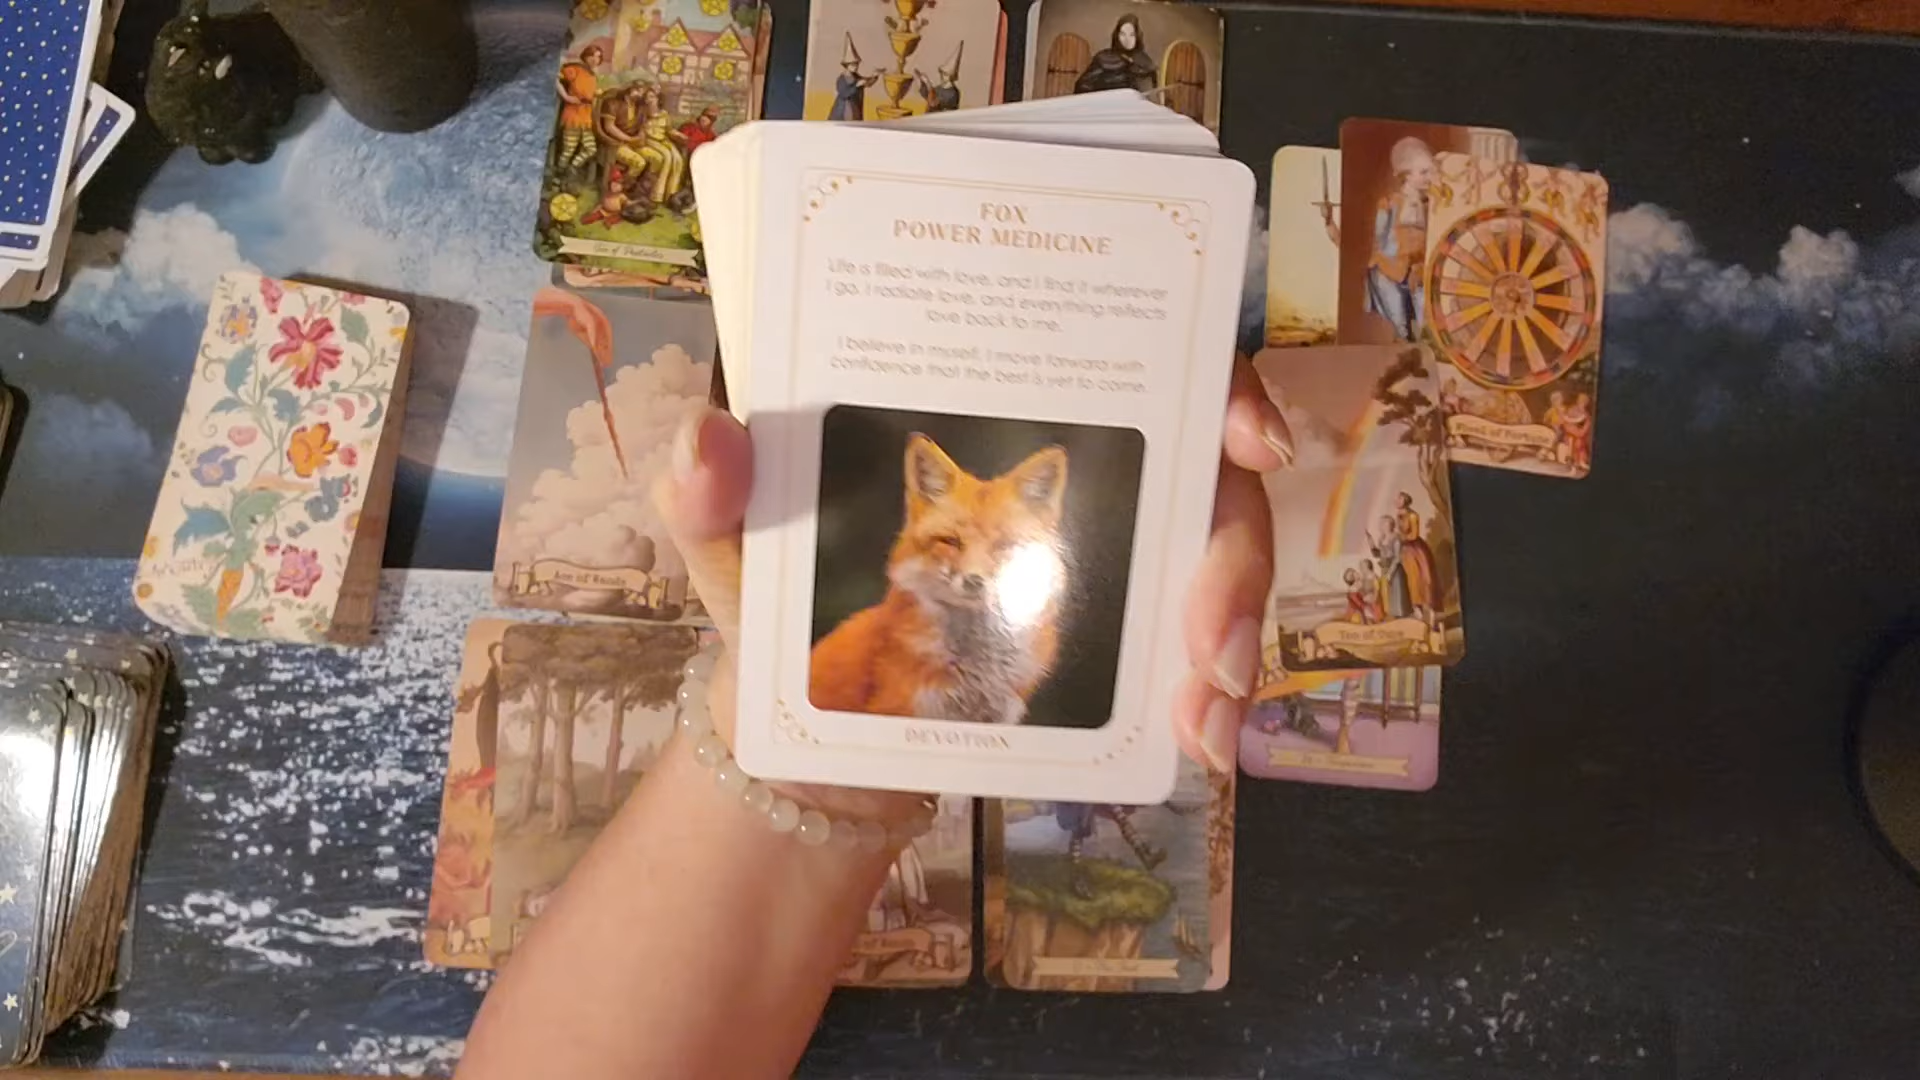 Ten of Pentacles
FOX
POWER MEDICINE
Life is filled with love, and I find it wherever
I go. I radiate love, and everything reflects
love back to me.
I believe in myself. I move forward with
confidence that the best is yet to come.
DEVOTION
Wheel of Fortune
Ace of Wands
Ten of Cups